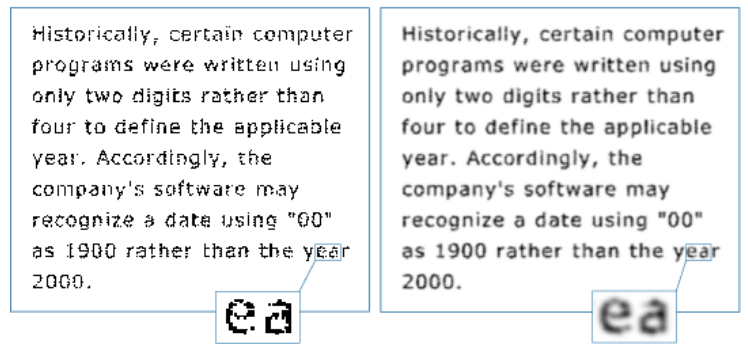 Historically, certain computer
programs were written using
only two digits rather than
four to define the applicable
year. Accordingly, the
company's software may
recognize a date using "00"
as 1900 rather than the year
2000.
ea
Historically, certain computer
programs were written using
only two digits rather than
four to define the applicable
year. Accordingly, the
company's software may
recognize a date using "00"
as 1900 rather than the year
2000.
ea